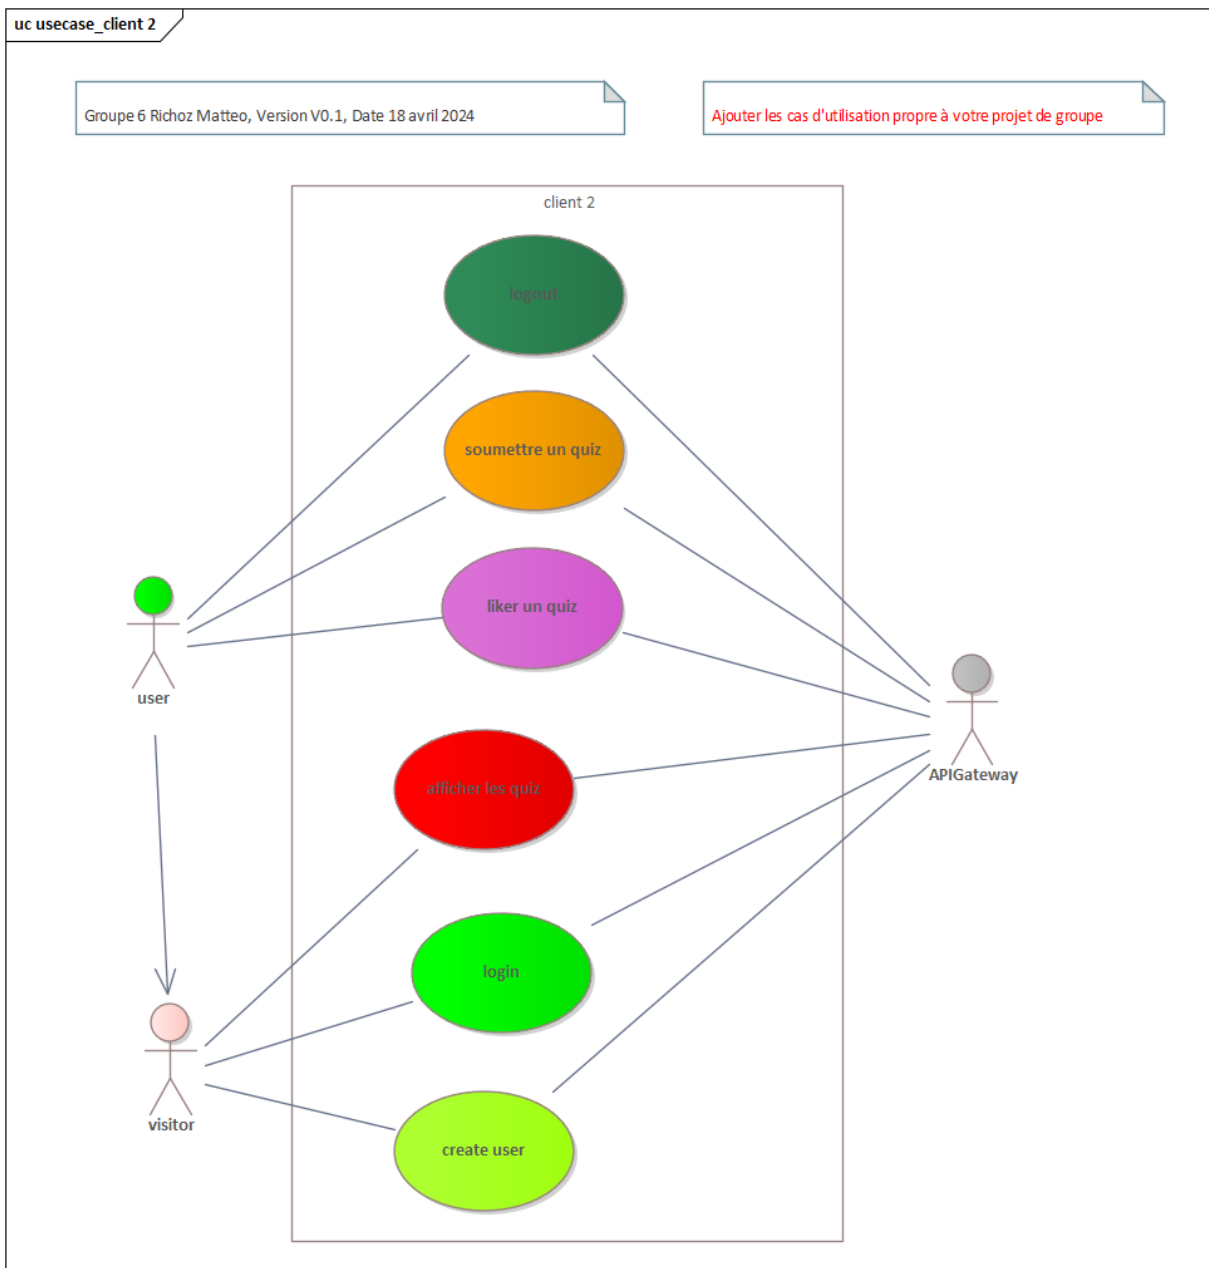 uc usecase_client 2
Groupe 6 Richoz Matteo, Version V0.1, Date 18 avril 2024
Ajouter les cas d'utilisation propre à votre projet de groupe
client 2
logout
soumettre un quiz
liker un quiz
user
afficher les quiz
APIGateway
login
visitor
create user